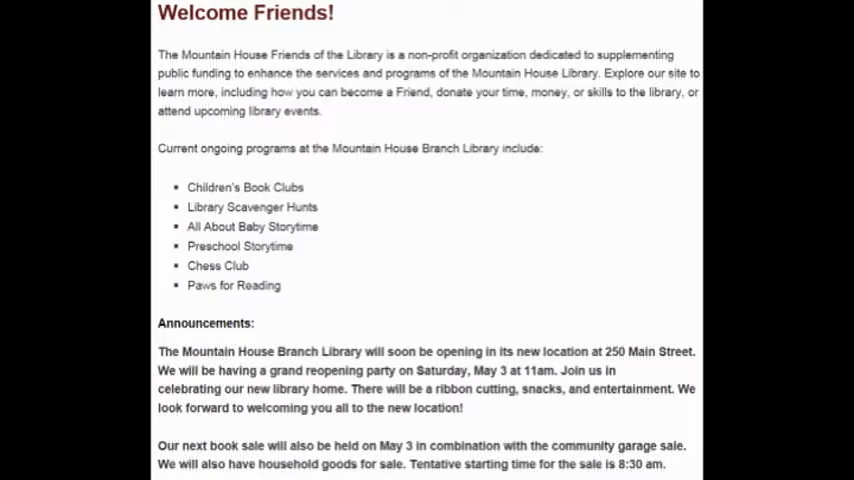 Welcome Friends!
The Mountain House Friends of the Library is a non-profit organization dedicated to supplementing
public funding to enhance the services and programs of the Mountain House Library. Explore our site to
learn more, including how you can become a Friend, donate your time, money, or skills to the library, or
attend upcoming library events.
Current ongoing programs at the Mountain House Branch Library include:
▪ Children's Book Clubs
▪ Library Scavenger Hunts
▪ All About Baby Storytime
▪ Preschool Storytime
▪ Chess Club
▪ Paws for Reading
Announcements:
The Mountain House Branch Library will soon be opening in its new location at 250 Main Street.
We will be having a grand reopening party on Saturday, May 3 at 11am. Join us in
celebrating our new library home. There will be a ribbon cutting, snacks, and entertainment. We
look forward to welcoming you all to the new location!
Our next book sale will also be held on May 3 in combination with the community garage sale.
We will also have household goods for sale. Tentative starting time for the sale is 8:30 am.